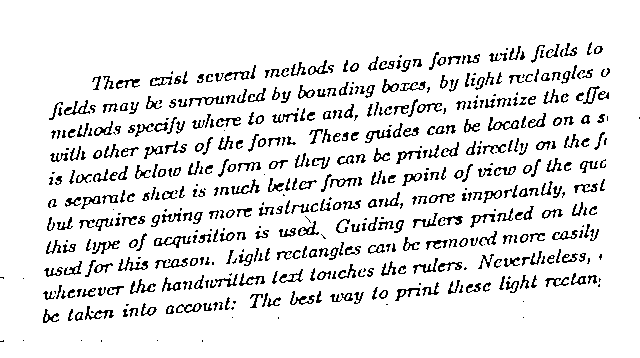 There exist several methods to design forms with fields to
fields may be surrounded by bounding boxes, by light rectangles o
methods specify where to write and, therefore, minimize the effe
with other parts of the form. These guides can be located on a s
is located below the form or they can be printed directly on the f
a separate sheet is much better from the point of view of the qua
but requires giving more instructions and, more importantly, rest
this type of acquisition is used. Guiding rulers printed on the
used for this reason. Light rectangles can be removed more easily
whenever the handwritten text touches the rulers. Nevertheless,
be taken into account: The best way to print these light rectan